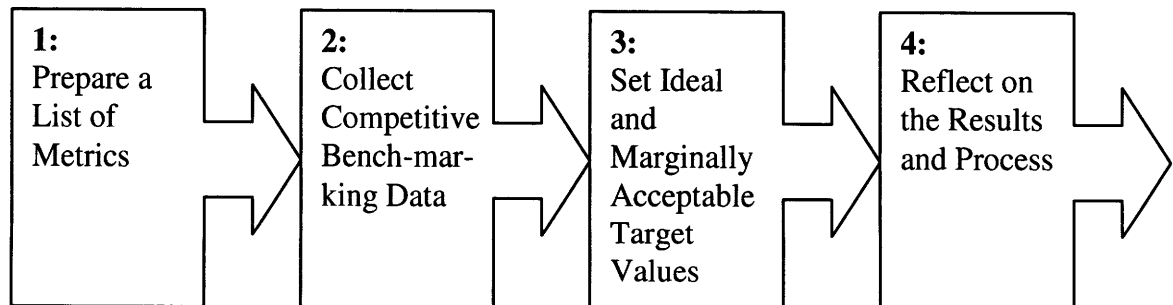 1:
Prepare a
List of
Metrics
2:
Collect
Competitive
Bench-mar-
king Data
3:
Set Ideal
and
Marginally
Acceptable
Target
Values
4:
Reflect on
the Results
and Process